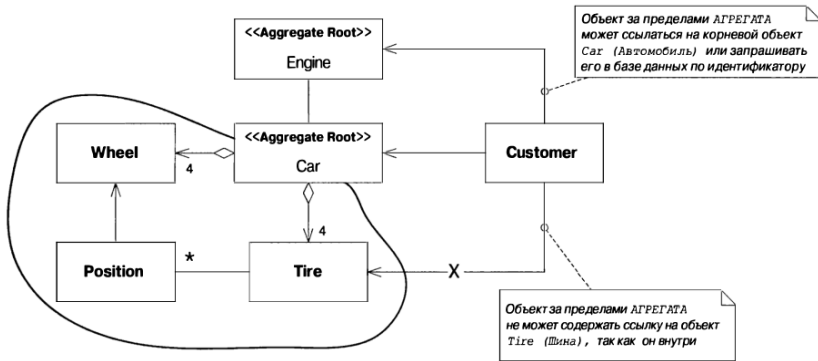 <<Aggregate Root>>
Engine
Объект за пределами АГРЕГАТА
может ссылаться на корневой объект
Car (Автомобиль) или запрашивать
его в базе данных по идентификатору
Wheel
4
<<Aggregate Root>>
Car
Customer
4
Position
*
Tire
X
Объект за пределами АГРЕГАТА
не может содержать ссылку на объект
Tire (Шина), так как он внутри